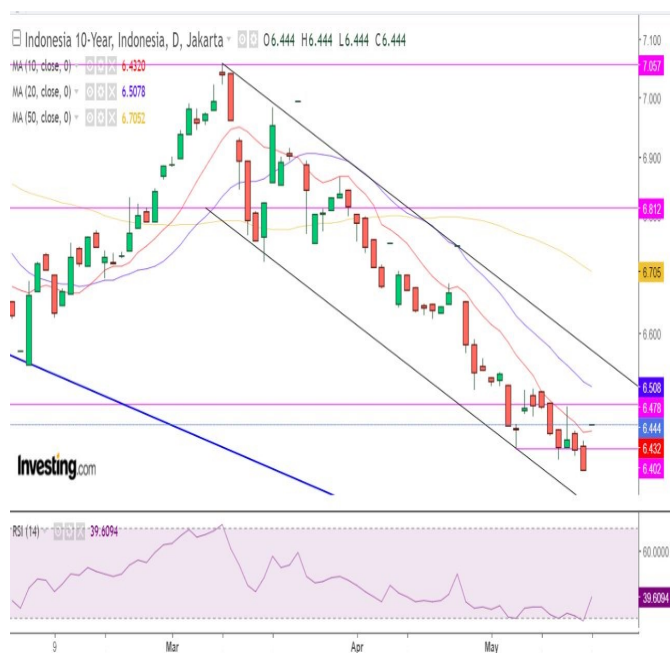 Indonesia 10-Year, Indonesia, D, Jakarta O6.444 H6.444 L6.444 C6.444
MA (10, close, 0) 6.4320
MA (20, close, 0) 6.5078
MA (50, close, 0) 6.7052
7.100
7.057
7.000
6.900
6.812
6.705
6.600
6.508
6.478
6.444
6.432
6.402
Investing.com
RSI (14) 39.6094
60.0000
39.6094
9 Mar Apr May